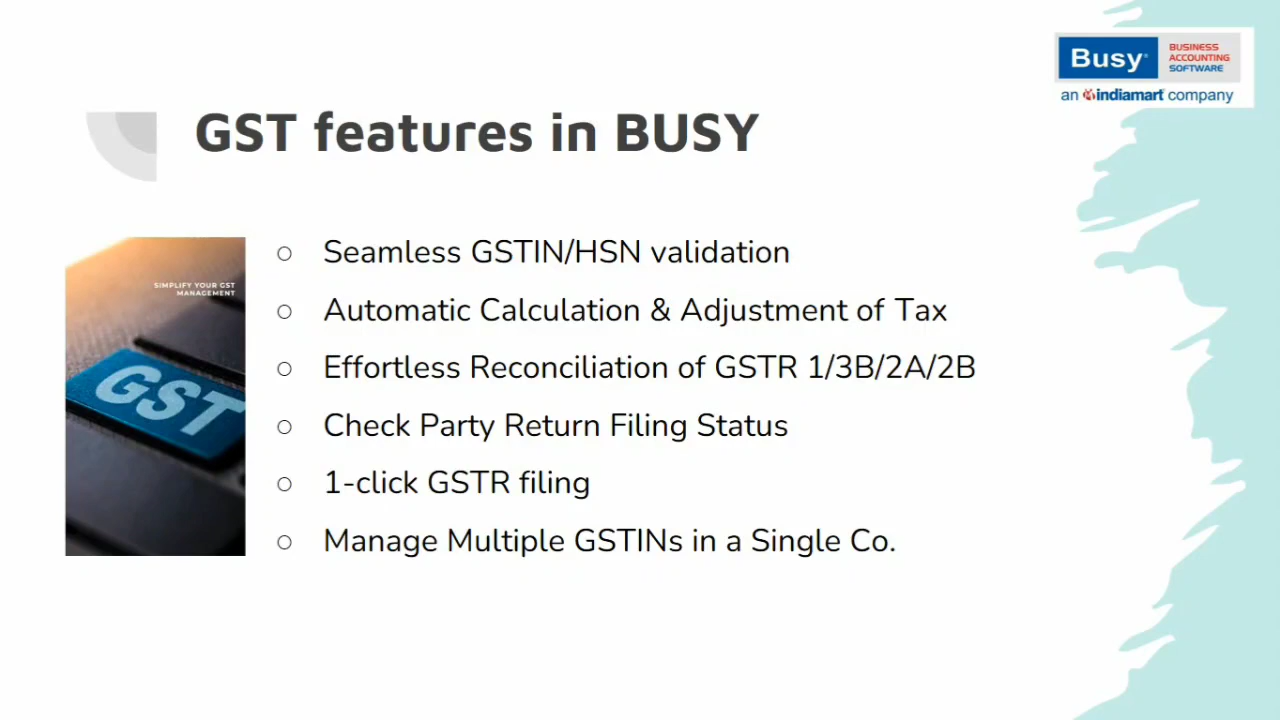 Busy
BUSINESS
ACCOUNTING
SOFTWARE
an indiamart company
GST features in BUSY
SIMPLIFY YOUR GST
MANAGEMENT
GST
○ Seamless GSTIN/HSN validation
○ Automatic Calculation & Adjustment of Tax
○ Effortless Reconciliation of GSTR 1/3B/2A/2B
○ Check Party Return Filing Status
○ 1-click GSTR filing
○ Manage Multiple GSTINs in a Single Co.